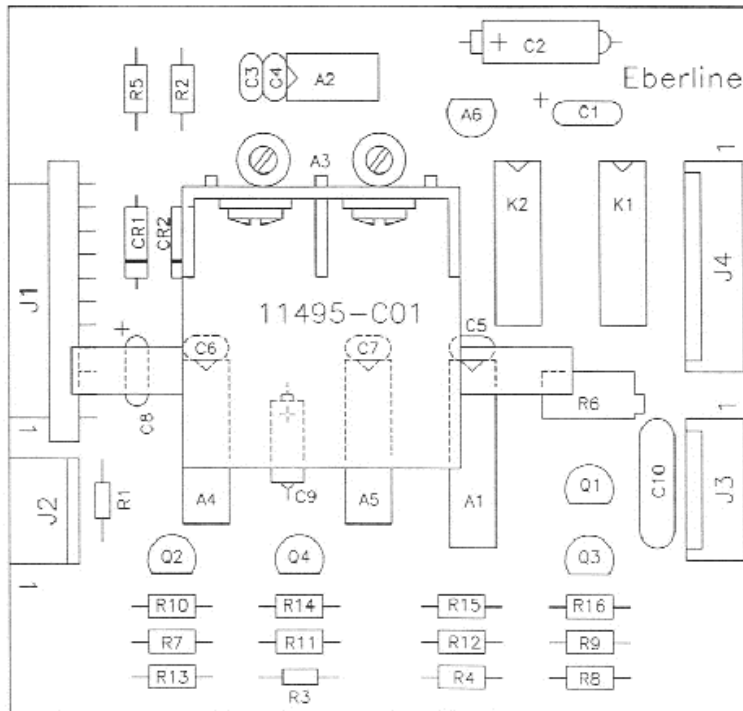 C2
Eberline
R5
R2
C3
C4
A2
A6
+
C1
A3
1
CR1
CR2
K2
K1
J4
J1
11495-C01
+
C6
C7
C5
C8
R6
1
1
J2
R1
A4
C9
A5
A1
Q1
C10
J3
1
Q2
Q4
Q3
R10
R14
R15
R16
R7
R11
R12
R9
R13
R3
R4
R8